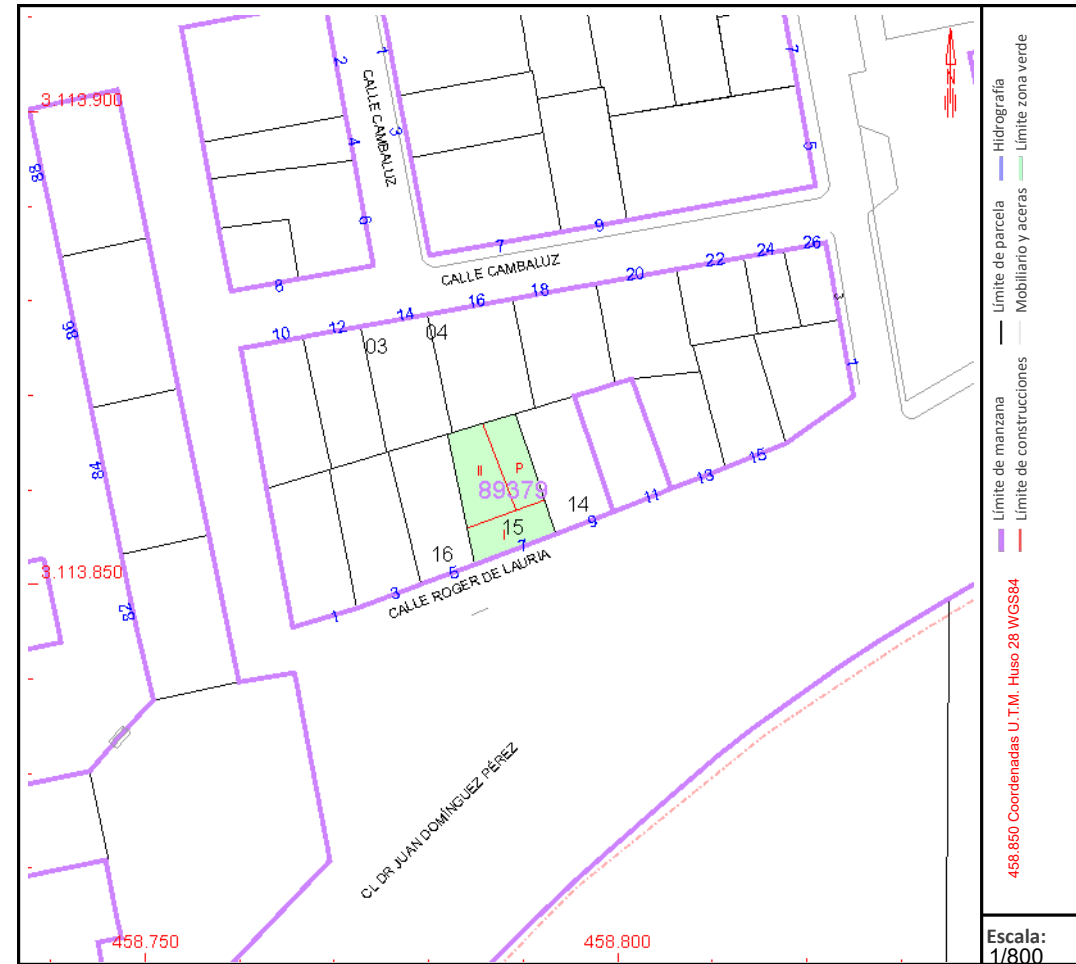 3.113.900
88
86
84
82
2
4
6
8
CALLE CAMBALUZ
1
3
7
5
7
9
CALLE CAMBALUZ
10
12
14
16
18
20
22
24
26
03
04
3
1
II
P
89379
I
15
14
16
1
3
5
7
9
11
13
15
CALLE ROGER DE LAURIA
3.113.850
CL DR JUAN DOMÍNGUEZ PÉREZ
458.750
458.800
N
Límite de manzana
Límite de parcela
Hidrografía
Límite de construcciones
Mobiliario y aceras
Límite zona verde
458.850 Coordenadas U.T.M. Huso 28 WGS84
Escala:
1/800